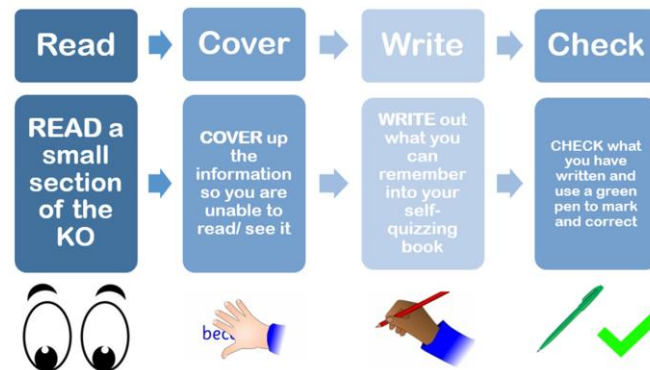 Read
Cover
Write
Check
READ a
small
section
of the
KO
COVER up
the
information
so you are
unable to
read/ see it
WRITE out
what you
can
remember
into your
self-
quizzing
book
CHECK what
you have
written and
use a green
pen to mark
and correct